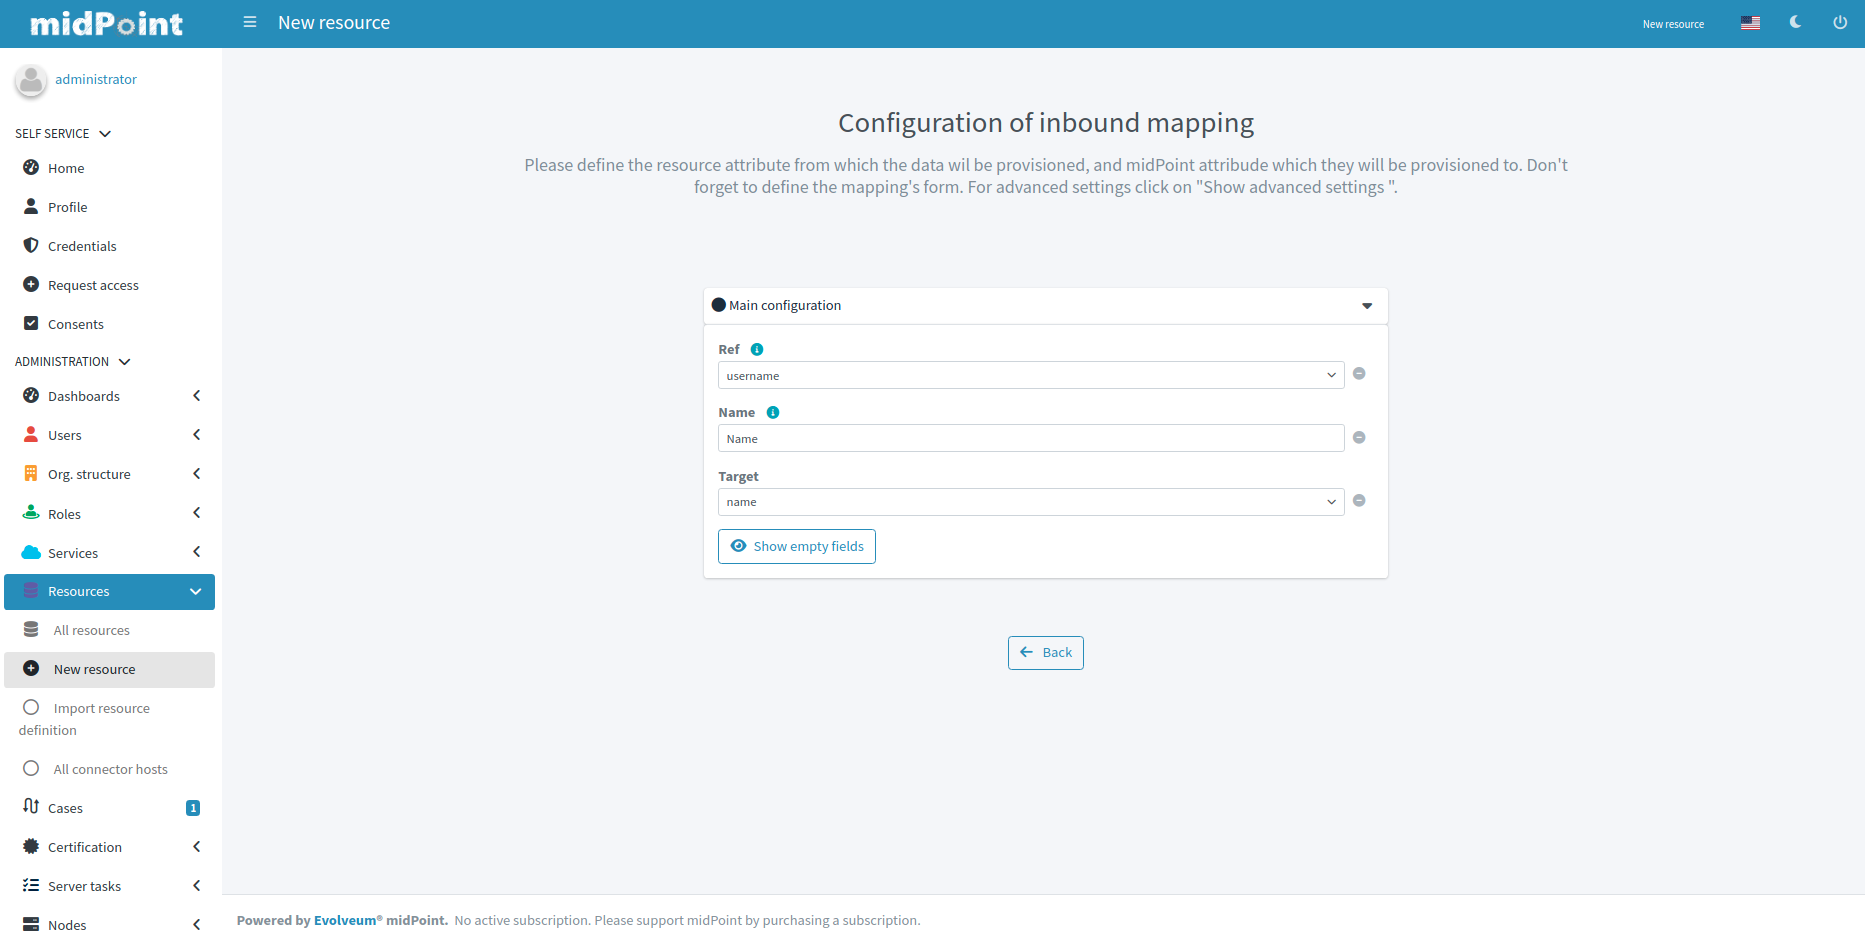 midPoint
New resource
New resource
administrator
SELF SERVICE
Home
Profile
Credentials
Request access
Consents
ADMINISTRATION
Dashboards
Users
Org. structure
Roles
Services
Resources
All resources
New resource
Import resource
definition
All connector hosts
Cases
1
Certification
Server tasks
Nodes
Configuration of inbound mapping
Please define the resource attribute from which the data wil be provisioned, and midPoint attribude which they will be provisioned to. Don't
forget to define the mapping's form. For advanced settings click on "Show advanced settings ".
Main configuration
Ref
username
Name
Name
Target
name
Show empty fields
Back
Powered by Evolveum® midPoint. No active subscription. Please support midPoint by purchasing a subscription.